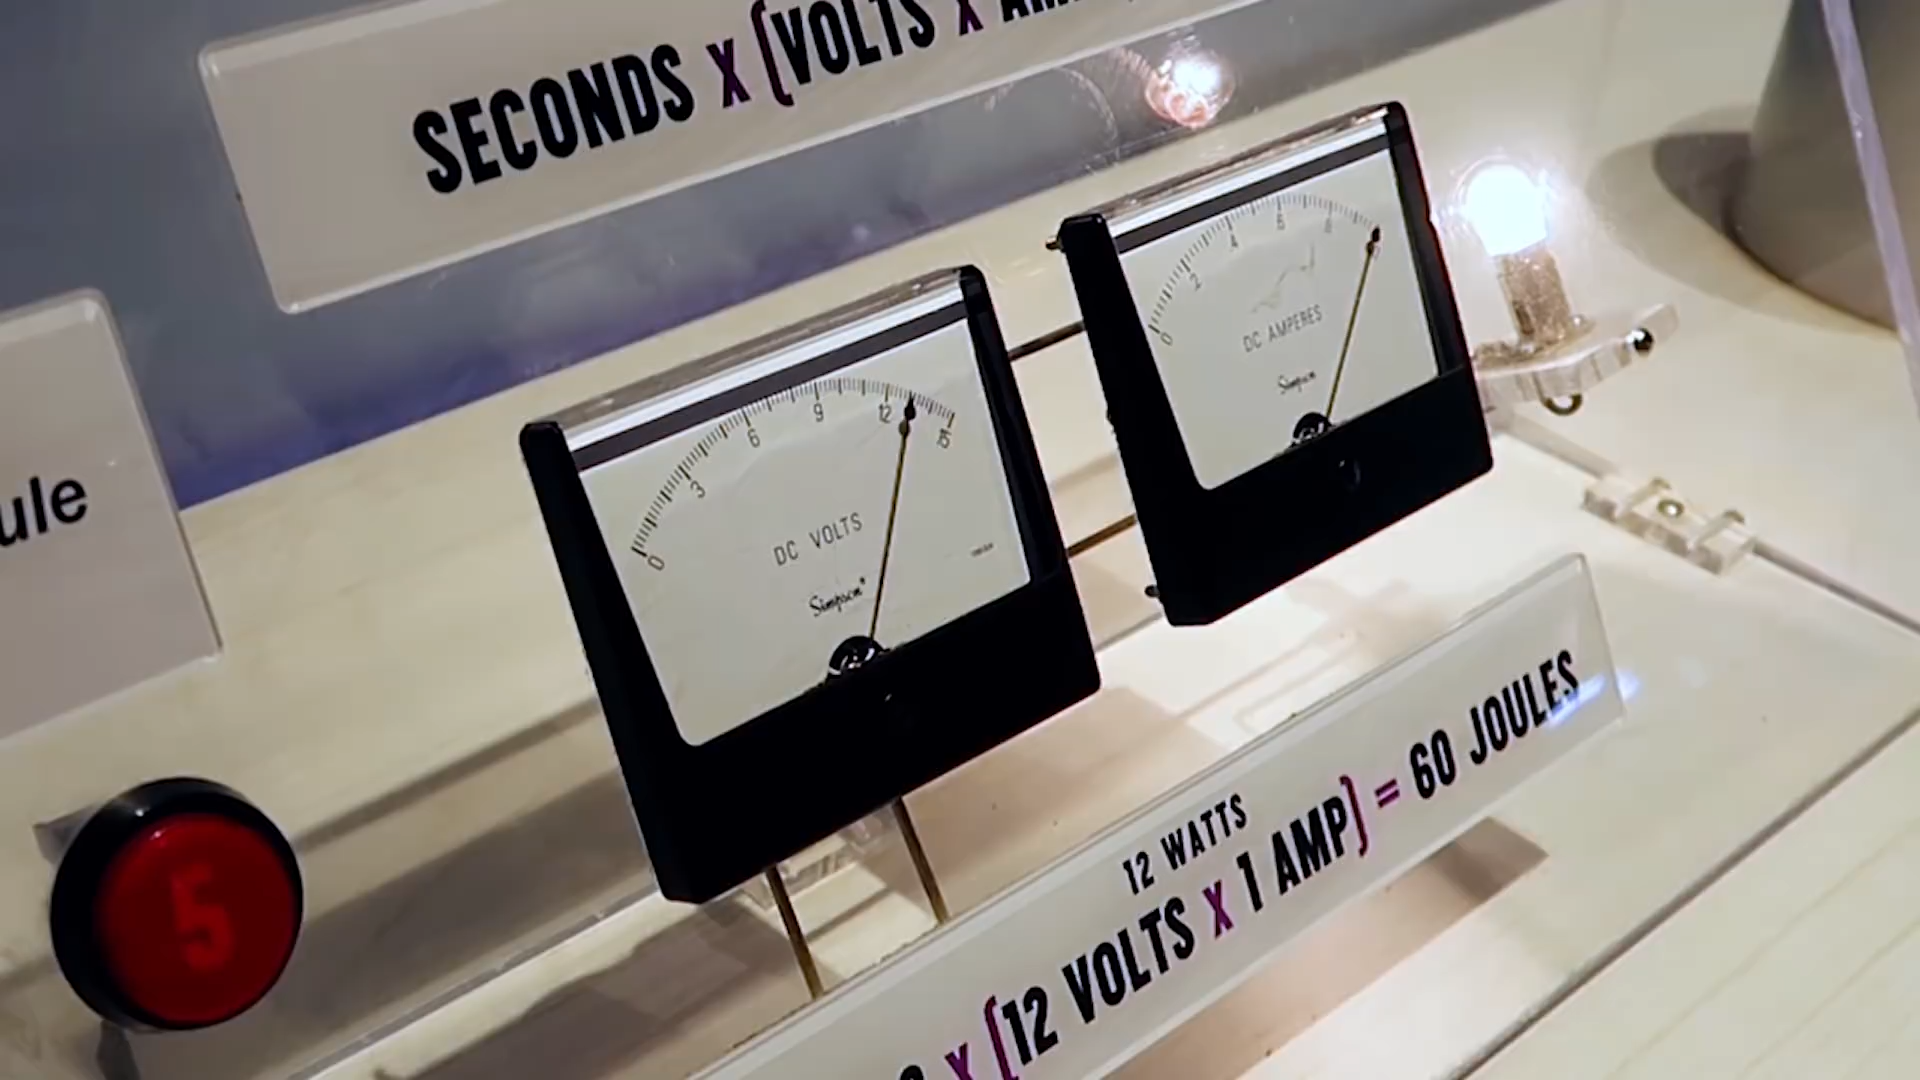 SECONDS x (VOLTS x
0 2 4 6 8
DC AMPERES
Simpson
0 3 6 9 12 15
DC VOLTS
Simpson
ule
5
12 WATTS
x (12 VOLTS x 1 AMP) = 60 JOULES